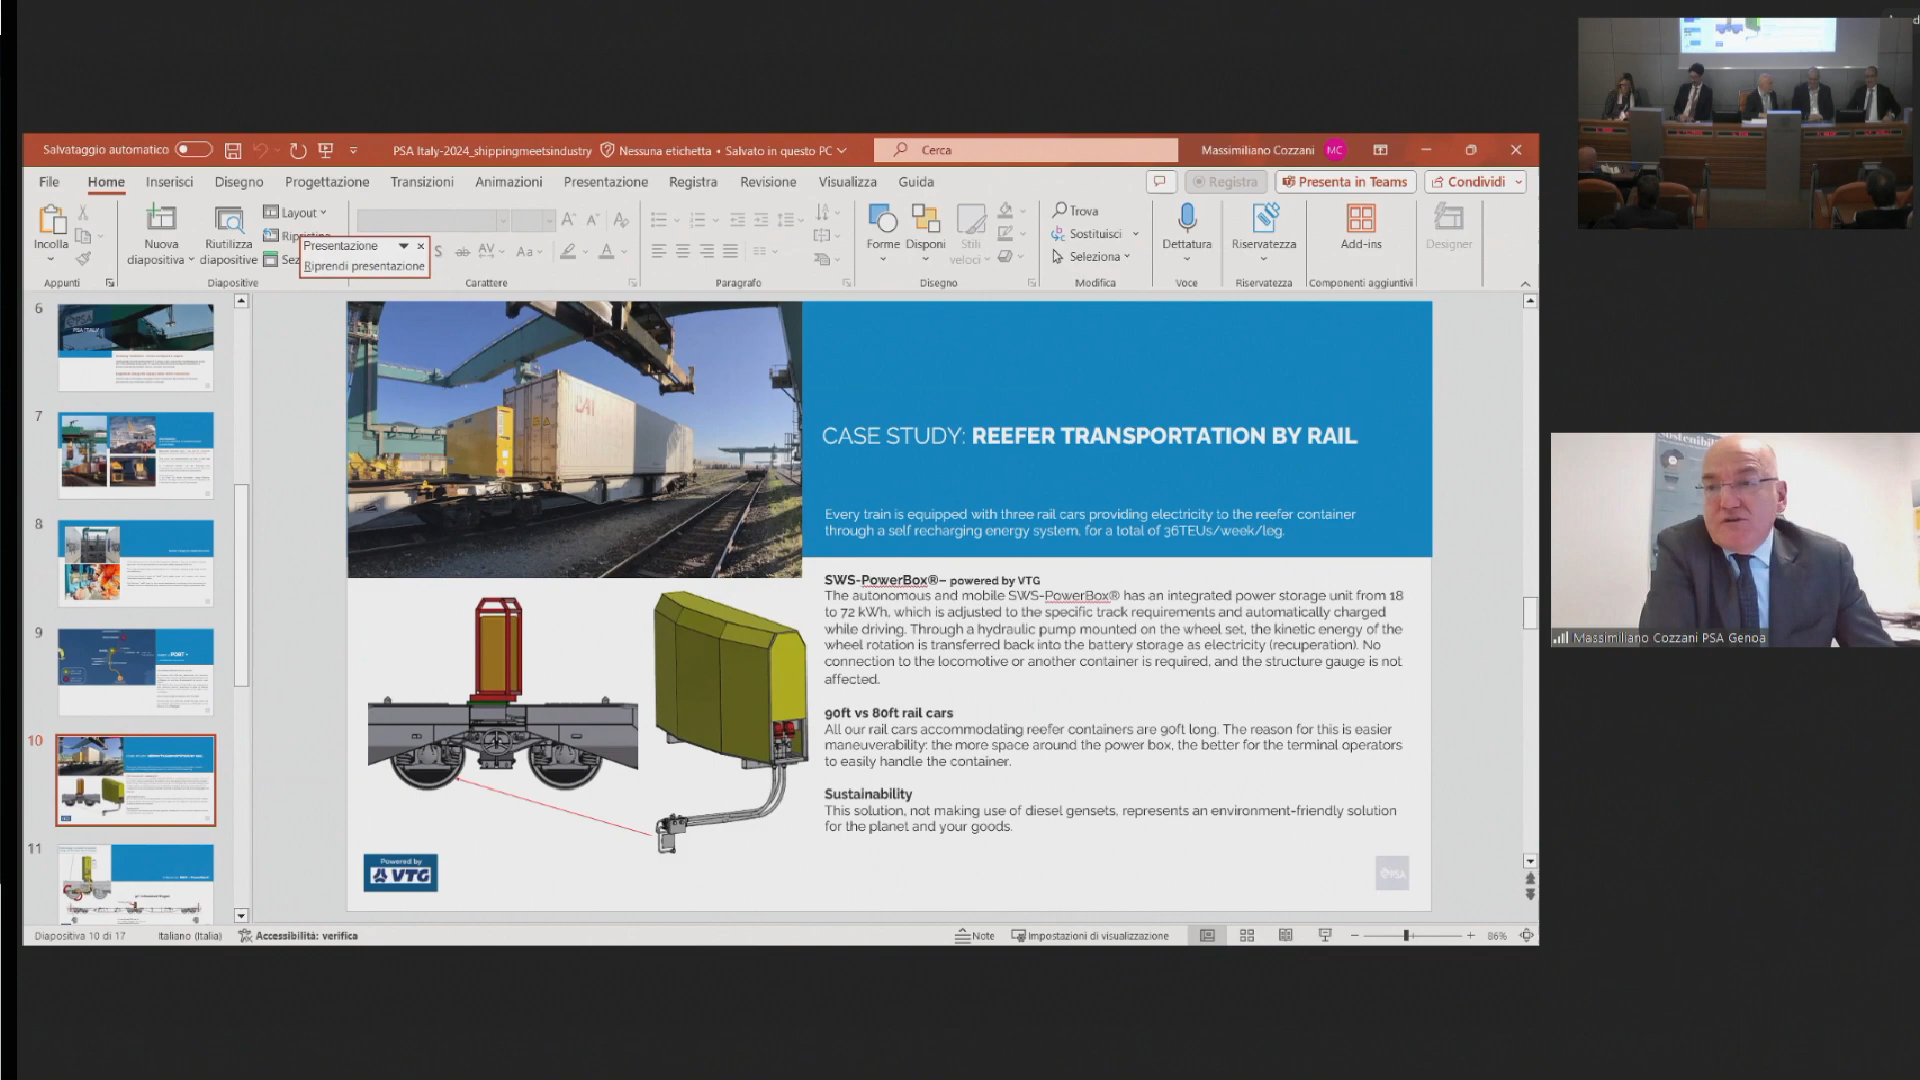 Salvataggio automatico
PSA Italy-2024_shippingmeetsindustry
Nessuna etichetta • Salvato in questo PC
Cerca
Massimiliano Cozzani
MC
File
Home
Inserisci
Disegno
Progettazione
Transizioni
Animazioni
Presentazione
Registra
Revisione
Visualizza
Guida
Registra
Presenta in Teams
Condividi
Incolla
Nuova
diapositiva
Riutilizza
diapositive
Layout
Presentazione
Riprendi presentazione
Forme
Disponi
Stili
veloci
Trova
Sostituisci
Seleziona
Dettatura
Riservatezza
Add-ins
Designer
Appunti
Diapositive
Carattere
Paragrafo
Disegno
Modifica
Voce
Riservatezza
Componenti aggiuntivi
6
7
8
9
10
11
CASE STUDY: REEFER TRANSPORTATION BY RAIL
Every train is equipped with three rail cars providing electricity to the reefer container
through a self recharging energy system, for a total of 36TEUs/week/leg.
SWS-PowerBox®– powered by VTG
The autonomous and mobile SWS-PowerBox® has an integrated power storage unit from 18
to 72 kWh, which is adjusted to the specific track requirements and automatically charged
while driving. Through a hydraulic pump mounted on the wheel set, the kinetic energy of the
wheel rotation is transferred back into the battery storage as electricity (recuperation). No
connection to the locomotive or another container is required, and the structure gauge is not
affected.
90ft vs 80ft rail cars
All our rail cars accommodating reefer containers are 90ft long. The reason for this is easier
maneuverability: the more space around the power box, the better for the terminal operators
to easily handle the container.
Sustainability
This solution, not making use of diesel gensets, represents an environment-friendly solution
for the planet and your goods.
Powered by
VTG
PSA
Diapositiva 10 di 17
Italiano (Italia)
Accessibilità: verifica
Note
Impostazioni di visualizzazione
86%
Massimiliano Cozzani PSA Genoa